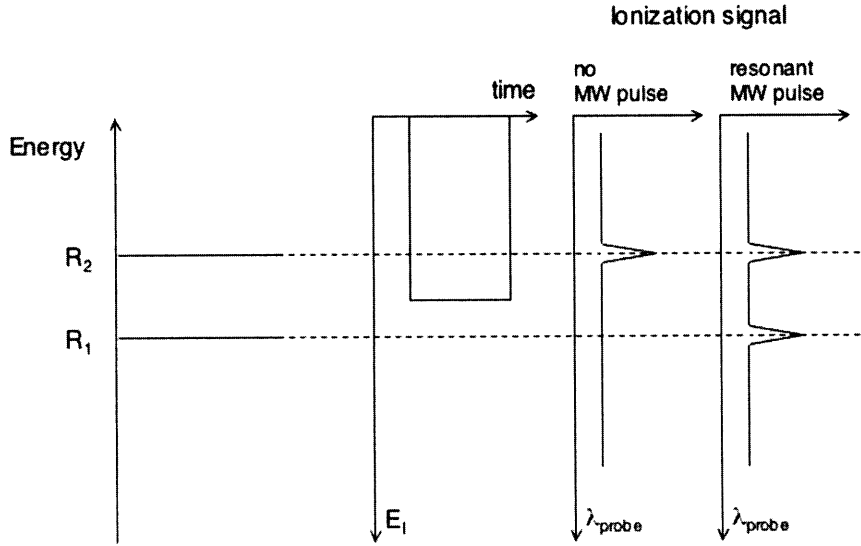 Ionization signal
no
MW pulse
resonant
MW pulse
time
Energy
R2
R1
EI
λprobe
λprobe